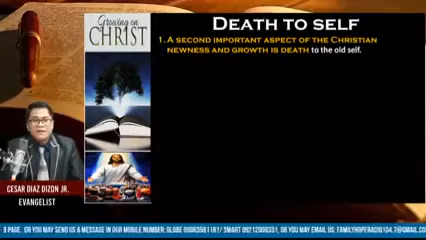 Growing on
CHRIST
DEATH TO SELF
1. A SECOND IMPORTANT ASPECT OF THE CHRISTIAN
NEWNESS AND GROWTH IS DEATH to the old self.
CESAR DIAZ DIZON JR.
EVANGELIST
PAGE. OR YOU MAY SEND US A MESSAGE IN OUR MOBILE NUMBER: GLOBE / SMART 09212008331, OR YOU MAY EMAIL US: FAMILYHOPERADIO104.7@GMAIL.CO